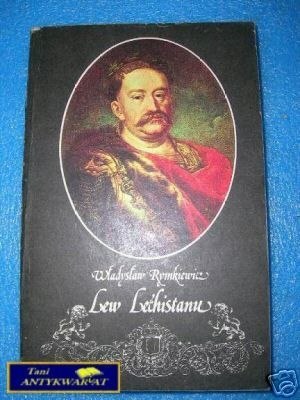 Władysław Rymkiewicz
Lew Lechistanu
Tani
ANTYKWARIAT